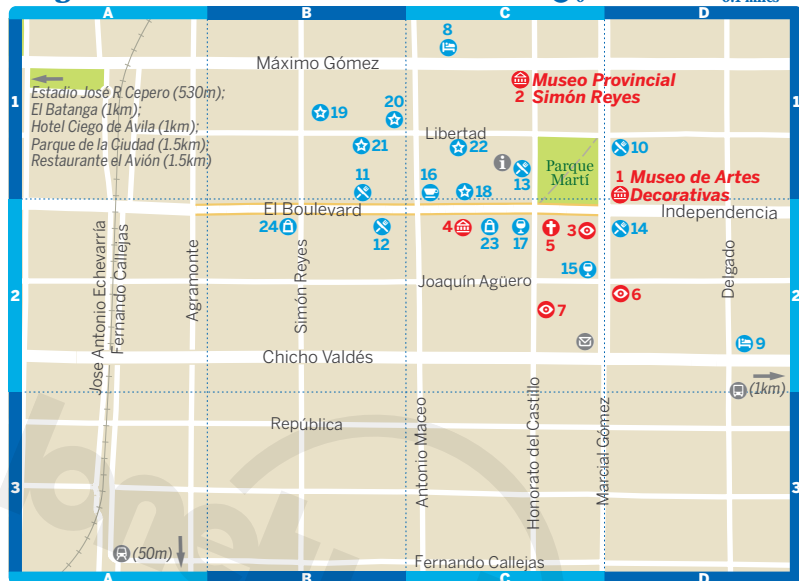 A
B
C
D
8
Máximo Gómez
1
Estadio José R Cepero (530m);
El Batanga (1km);
Hotel Ciego de Ávila (1km);
Parque de la Ciudad (1.5km);
Restaurante el Avión (1.5km)
Museo Provincial
2 Simón Reyes
19
20
1
Libertad
21
22
i
13
Parque
Martí
10
11
16
18
1 Museo de Artes
Decorativas
El Boulevard
Independencia
24
12
4
23
17
5
3
14
15
Joaquín Agüero
2
2
Jose Antonio Echevarría
Fernando Callejas
Agramonte
Simón Reyes
Delgado
7
6
9
Chicho Valdés
(1km)
República
Antonio Maceo
Honorato del Castillo
Marcial Gómez
3
3
(50m)
Fernando Callejas
A
B
C
D